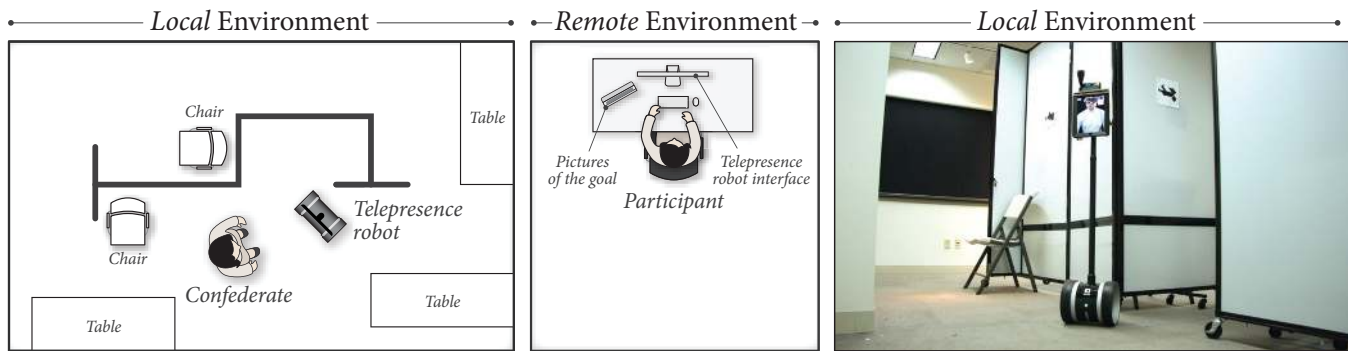 Local Environment
Remote Environment
Local Environment
Chair
Table
Chair
Telepresence
robot
Confederate
Table
Table
Pictures
of the goal
Telepresence
robot interface
Participant